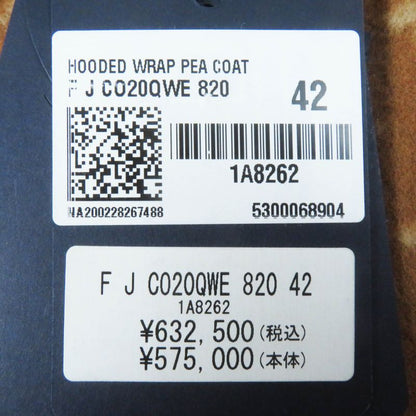 HOODED WRAP PEA COAT
F J CO20QWE 820 42
1A8262
NA200228267488 5300068904
F J CO20QWE 820 42
1A8262
¥632,500(税込)
¥575,000(本体)